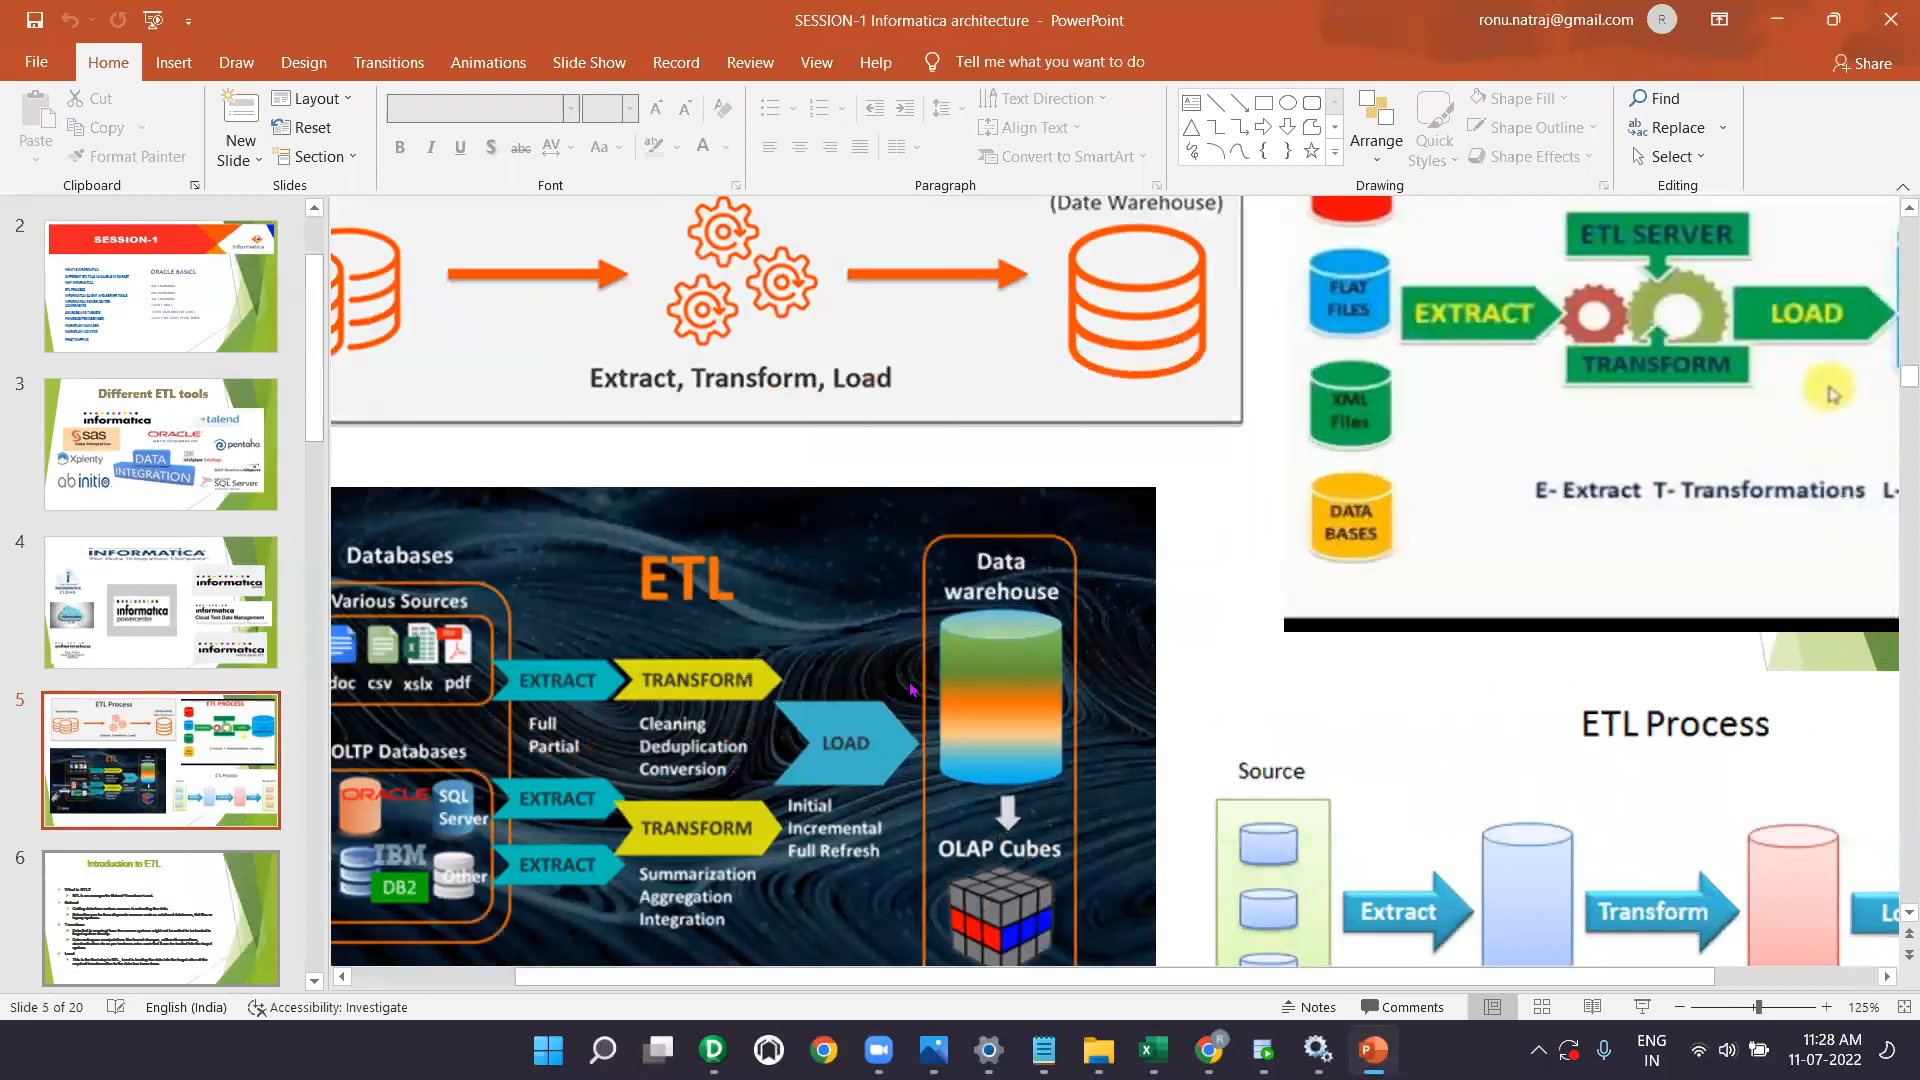 SESSION-1 Informatica architecture - PowerPoint
ronu.natraj@gmail.com
R
File
Home
Insert
Draw
Design
Transitions
Animations
Slide Show
Record
Review
View
Help
Tell me what you want to do
Share
Paste
Cut
Copy
Format Painter
Clipboard
New
Slide
Layout
Reset
Section
Slides
Font
Text Direction
Align Text
Convert to SmartArt
Paragraph
Arrange
Quick
Styles
Shape Fill
Shape Outline
Shape Effects
Drawing
Find
Replace
Select
Editing
2
SESSION-1
Informatica
ORACLE BASICS
3
Different ETL tools
informatica
talend
sas
ORACLE
pentaho
Xplenty
DATA
INTEGRATION
ab initio
SQL Server
4
INFORMATICA
informatica
powercenter
informatica
informatica
Cloud Test Data Management
informatica
5
ETL Process
ETL PROCESS
ETL Process
6
Introduction to ETL
(Date Warehouse)
Extract, Transform, Load
ETL SERVER
FLAT
FILES
EXTRACT
LOAD
TRANSFORM
XML
Files
DATA
BASES
E- Extract T- Transformations L-
Databases
ETL
Data
warehouse
Various Sources
doc csv xslx pdf
EXTRACT
TRANSFORM
Full
Partial
Cleaning
Deduplication
Conversion
LOAD
OLTP Databases
ORACLE
SQL
Server
EXTRACT
TRANSFORM
Initial
Incremental
Full Refresh
IBM
DB2
Other
EXTRACT
Summarization
Aggregation
Integration
OLAP Cubes
ETL Process
Source
Extract
Transform
Lo
Slide 5 of 20
English (India)
Accessibility: Investigate
Notes
Comments
125%
ENG
IN
11:28 AM
11-07-2022